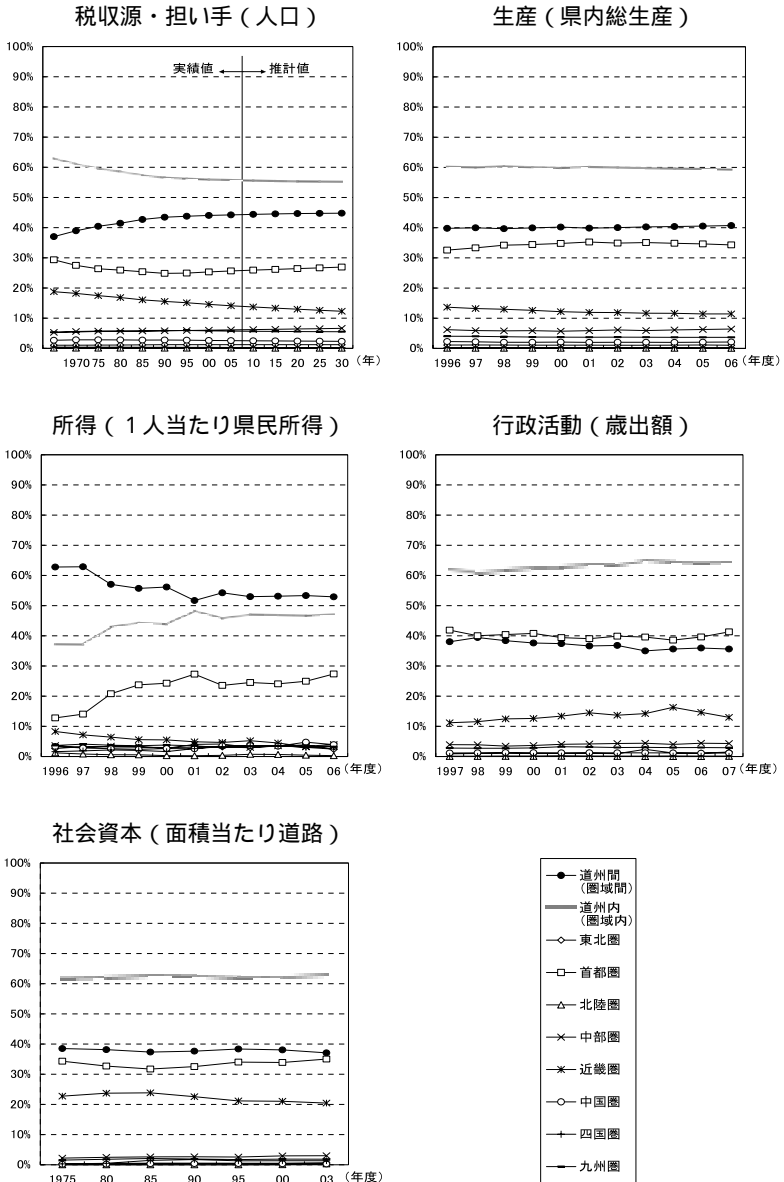 税収源・担い手（人口）
100%
90%
80%
70%
60%
50%
40%
30%
20%
10%
0%
実績値
推計値
1970 75 80 85 90 95 00 05 10 15 20 25 30 （年）
生産（県内総生産）
100%
90%
80%
70%
60%
50%
40%
30%
20%
10%
0%
1996 97 98 99 00 01 02 03 04 05 06 （年度）
所得（１人当たり県民所得）
100%
90%
80%
70%
60%
50%
40%
30%
20%
10%
0%
1996 97 98 99 00 01 02 03 04 05 06 （年度）
行政活動（歳出額）
100%
90%
80%
70%
60%
50%
40%
30%
20%
10%
0%
1997 98 99 00 01 02 03 04 05 06 07 （年度）
社会資本（面積当たり道路）
100%
90%
80%
70%
60%
50%
40%
30%
20%
10%
0%
1975 80 85 90 95 00 03 （年度）
道州間
（圏域間）
道州内
（圏域内）
東北圏
首都圏
北陸圏
中部圏
近畿圏
中国圏
四国圏
九州圏